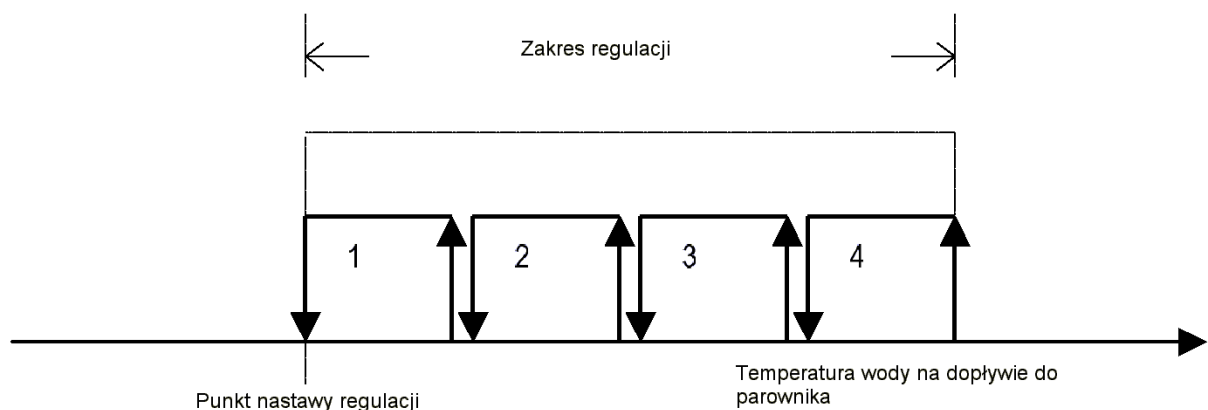 Zakres regulacji
1 2 3 4
Temperatura wody na dopływie do
parownika
Punkt nastawy regulacji